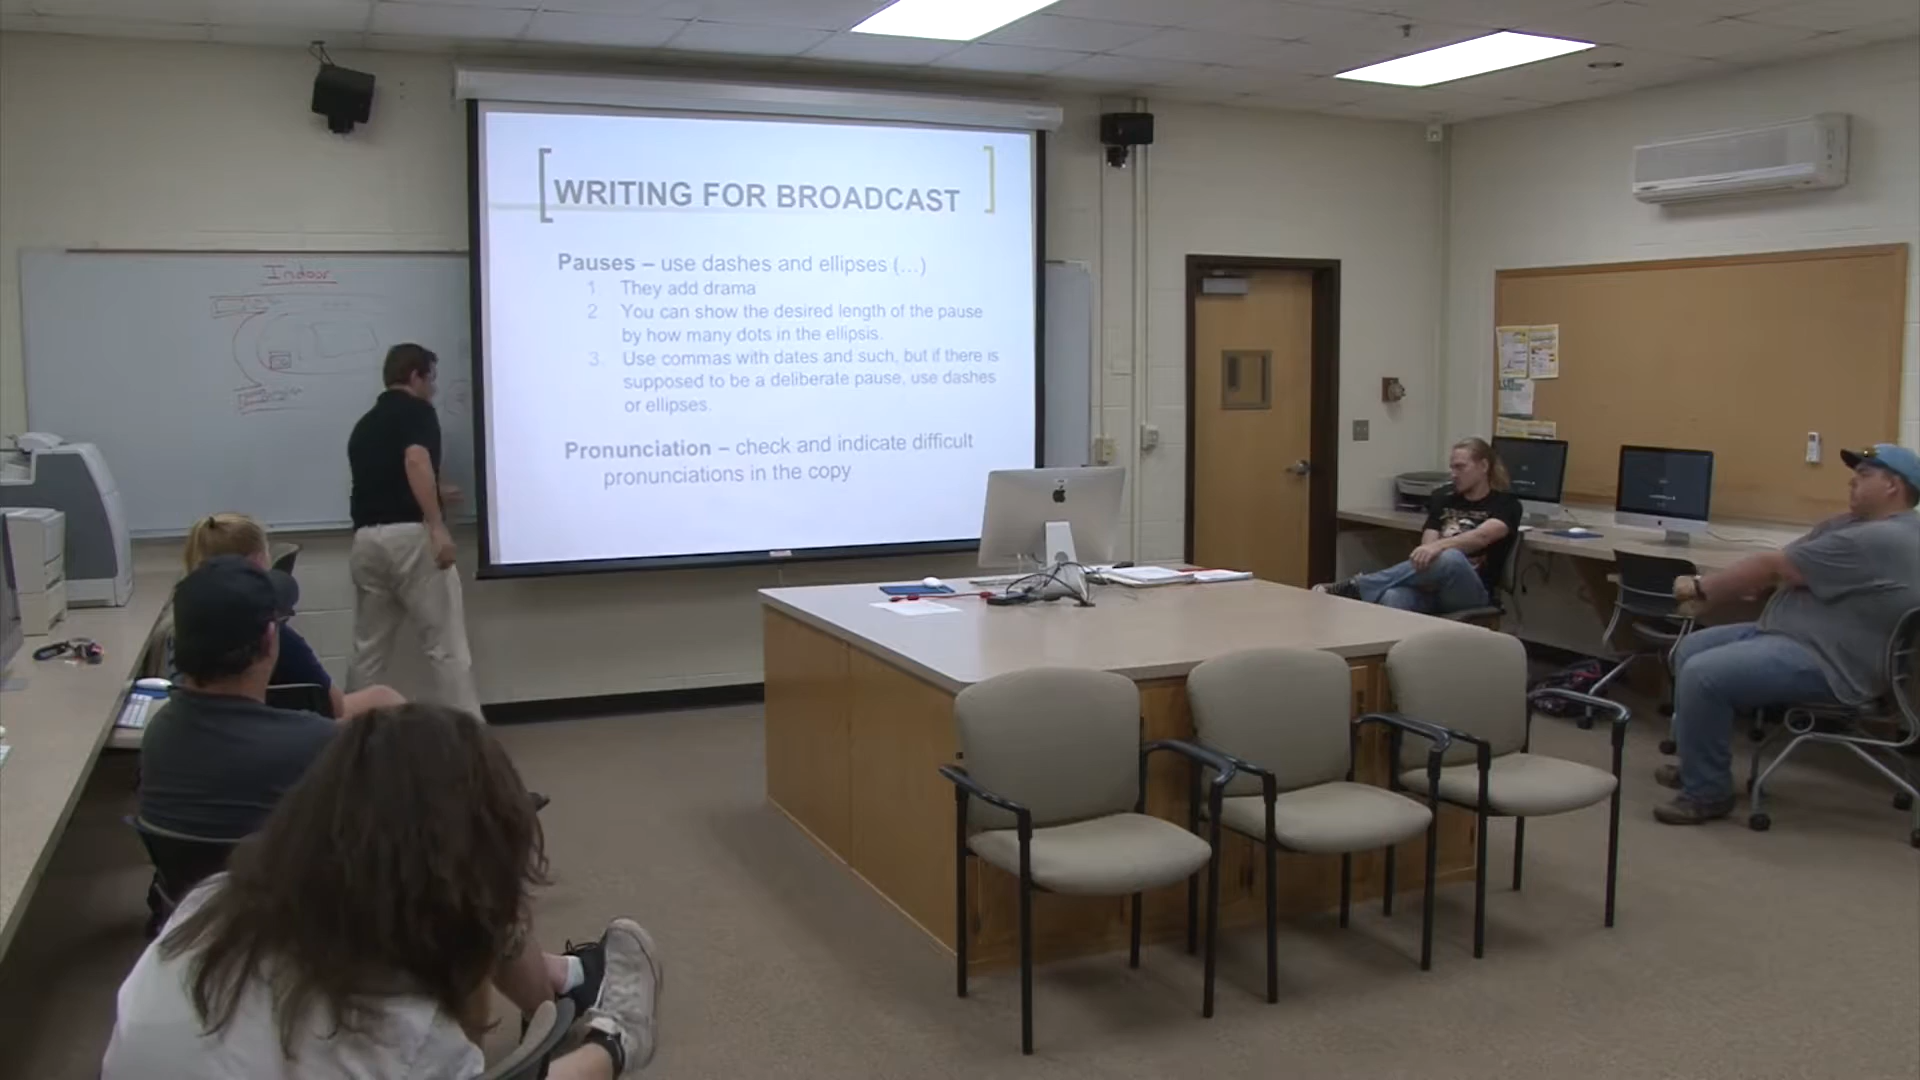 Indoor
WRITING FOR BROADCAST
Pauses – use dashes and ellipses (...)
1 They add drama
2 You can show the desired length of the pause
by how many dots in the ellipsis.
3. Use commas with dates and such, but if there is
supposed to be a deliberate pause, use dashes
or ellipses.
Pronunciation – check and indicate difficult
pronunciations in the copy